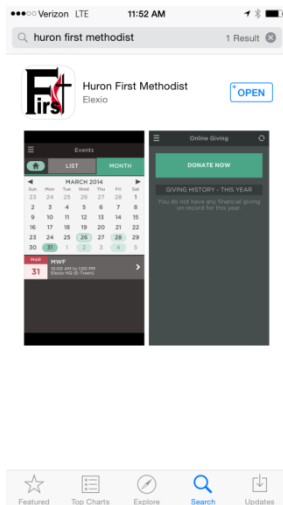 Verizon LTE 11:52 AM
huron first methodist 1 Result
First
Huron First Methodist
Elexio
OPEN
Events
LIST MONTH
MARCH 2014
Sun Mon Tue Wed Thu Fri Sat
23 24 25 26 27 28 1
2 3 4 5 6 7 8
9 10 11 12 13 14 15
16 17 18 19 20 21 22
23 24 25 26 27 28 29
30 31 1 2 3 4 5
MAR
31
MWF
Elexio HQ (E-Town)
Online Giving
DONATE NOW
GIVING HISTORY - THIS YEAR
You do not have any financial giving
on record for this year.
Featured Top Charts Explore Search Updates